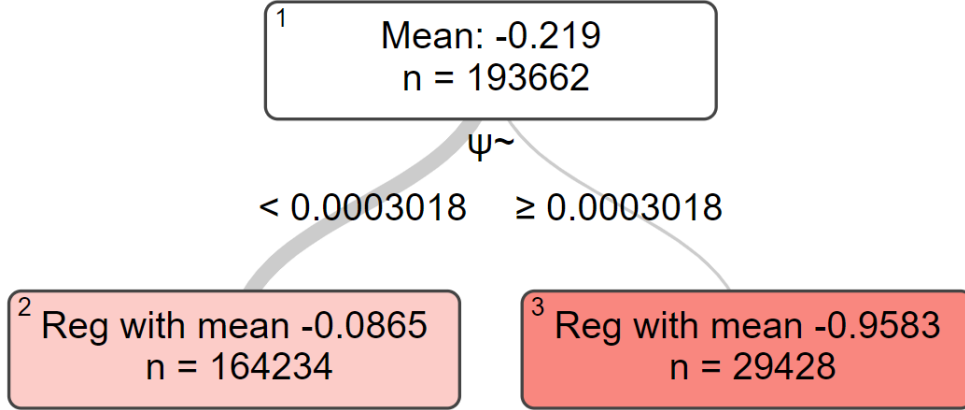 1
Mean: -0.219
n = 193662
ψ~
< 0.0003018
≥ 0.0003018
2
Reg with mean -0.0865
n = 164234
3
Reg with mean -0.9583
n = 29428